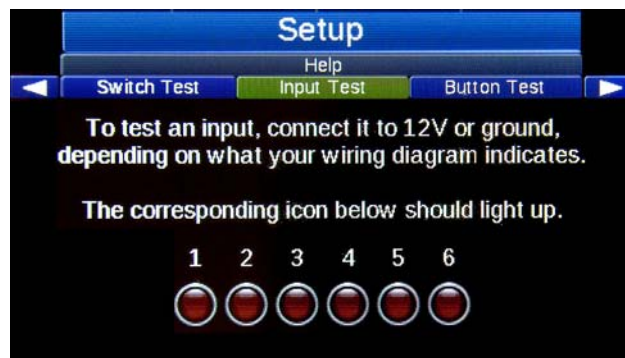 Setup
Help
Switch Test Input Test Button Test
To test an input, connect it to 12V or ground,
depending on what your wiring diagram indicates.
The corresponding icon below should light up.
1 2 3 4 5 6